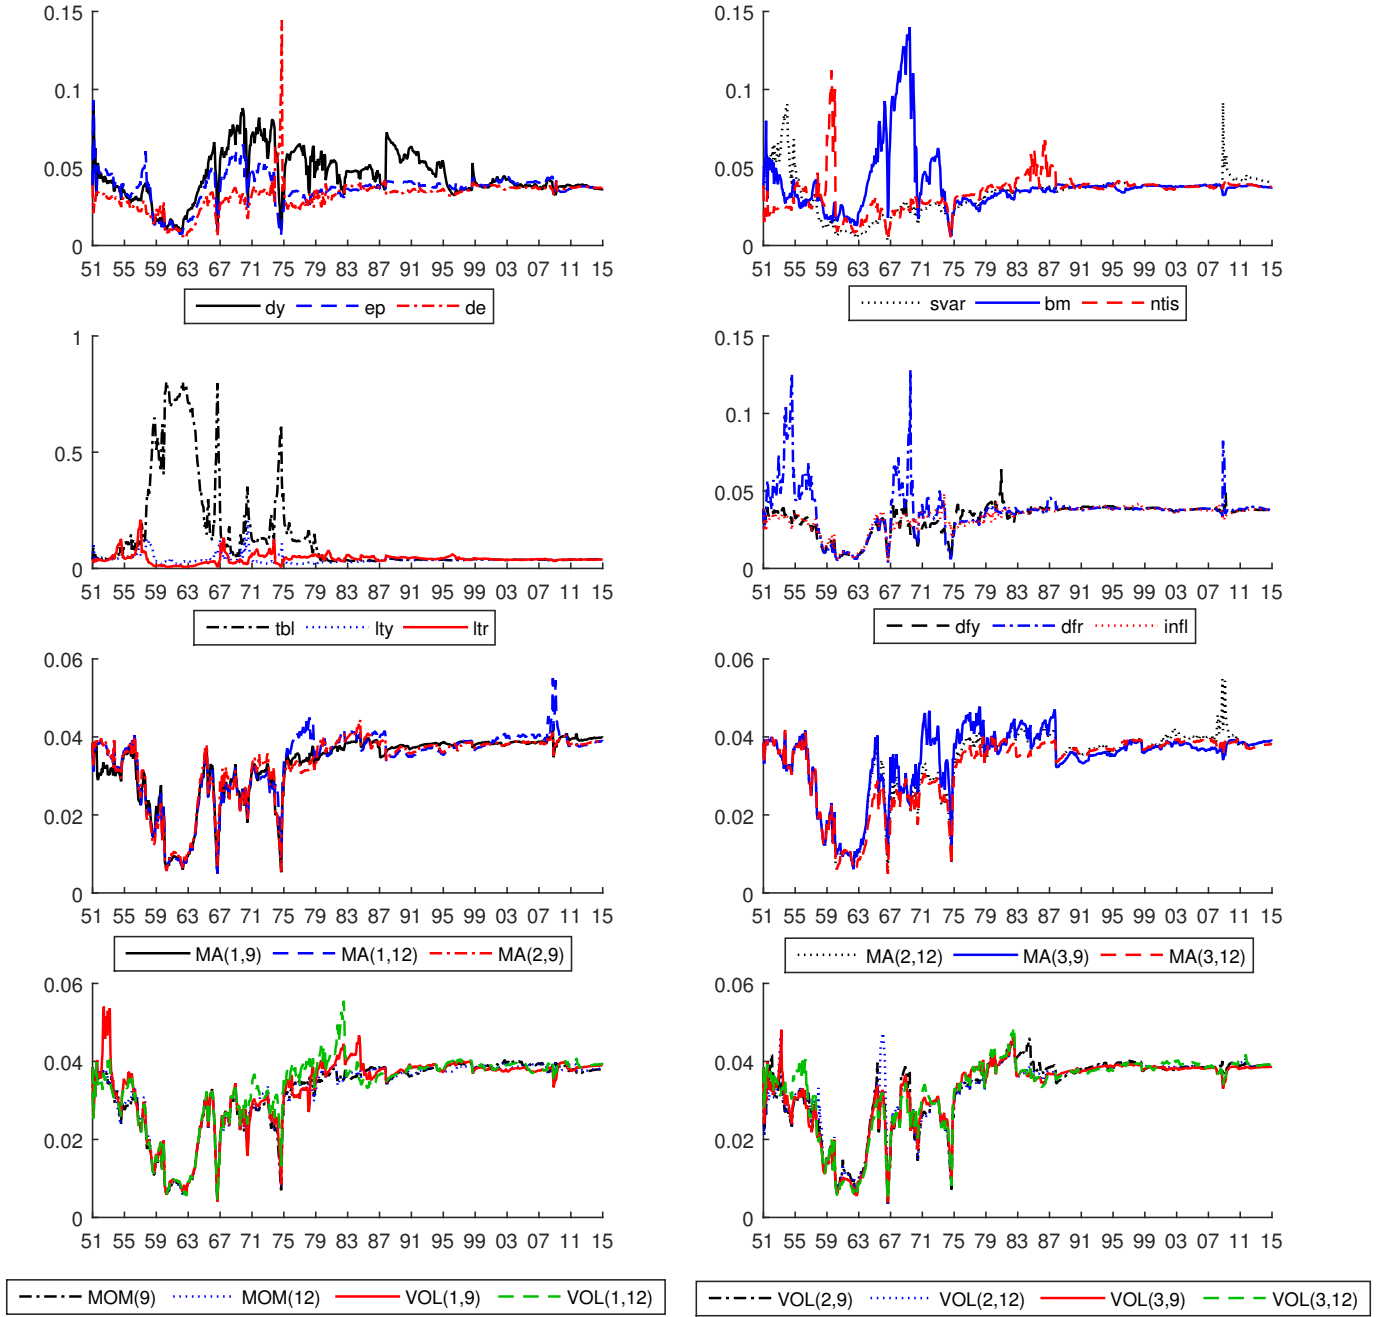 0.15
0.1
0.05
0
51 55 59 63 67 71 75 79 83 87 91 95 99 03 07 11 15
dy ep de
0.15
0.1
0.05
0
51 55 59 63 67 71 75 79 83 87 91 95 99 03 07 11 15
svar bm ntis
1
0.5
0
51 55 59 63 67 71 75 79 83 87 91 95 99 03 07 11 15
tbl lty ltr
0.15
0.1
0.05
0
51 55 59 63 67 71 75 79 83 87 91 95 99 03 07 11 15
dfy dfr infl
0.06
0.04
0.02
0
51 55 59 63 67 71 75 79 83 87 91 95 99 03 07 11 15
MA(1,9) MA(1,12) MA(2,9)
0.06
0.04
0.02
0
51 55 59 63 67 71 75 79 83 87 91 95 99 03 07 11 15
MA(2,12) MA(3,9) MA(3,12)
0.06
0.04
0.02
0
51 55 59 63 67 71 75 79 83 87 91 95 99 03 07 11 15
MOM(9) MOM(12) VOL(1,9) VOL(1,12)
0.06
0.04
0.02
0
51 55 59 63 67 71 75 79 83 87 91 95 99 03 07 11 15
VOL(2,9) VOL(2,12) VOL(3,9) VOL(3,12)